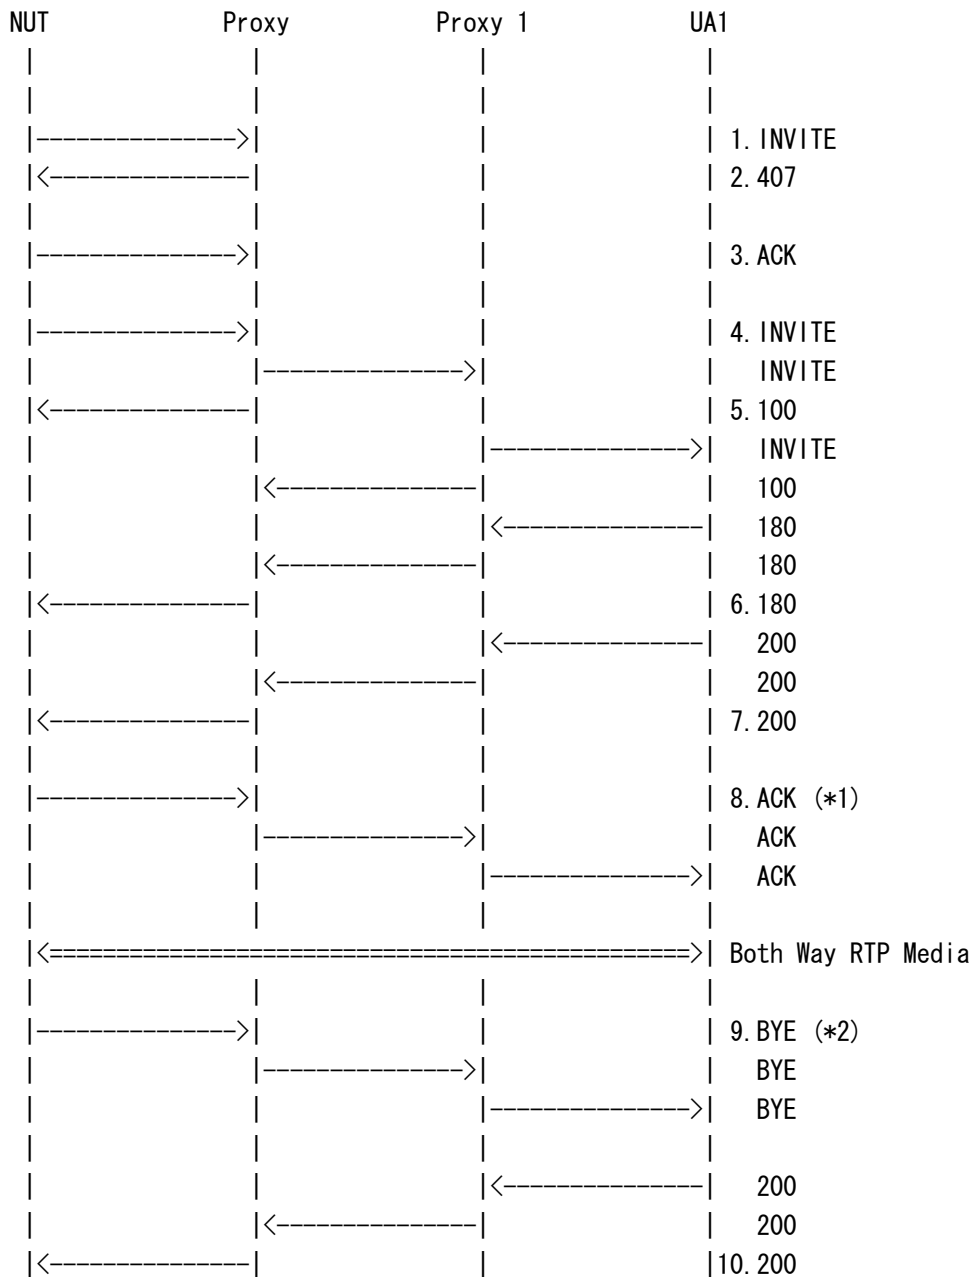 NUT Proxy Proxy 1 UA1
| | | |
| | | |
|--------------->| | | 1. INVITE
|<---------------| | | 2. 407
| | | |
|--------------->| | | 3. ACK
| | | |
|--------------->| | | 4. INVITE
| |--------------->| | INVITE
|<---------------| | | 5. 100
| | |--------------->| INVITE
| |<---------------| | 100
| | |<---------------| 180
| |<---------------| | 180
|<---------------| | | 6. 180
| | |<---------------| 200
| |<---------------| | 200
|<---------------| | | 7. 200
| | | |
|--------------->| | | 8. ACK (*1)
| |--------------->| | ACK
| | |--------------->| ACK
| | | |
|<================================================>| Both Way RTP Media
| | | |
|--------------->| | | 9. BYE (*2)
| |--------------->| | BYE
| | |--------------->| BYE
| | | |
| | |<---------------| 200
| |<---------------| | 200
|<---------------| | |10. 200